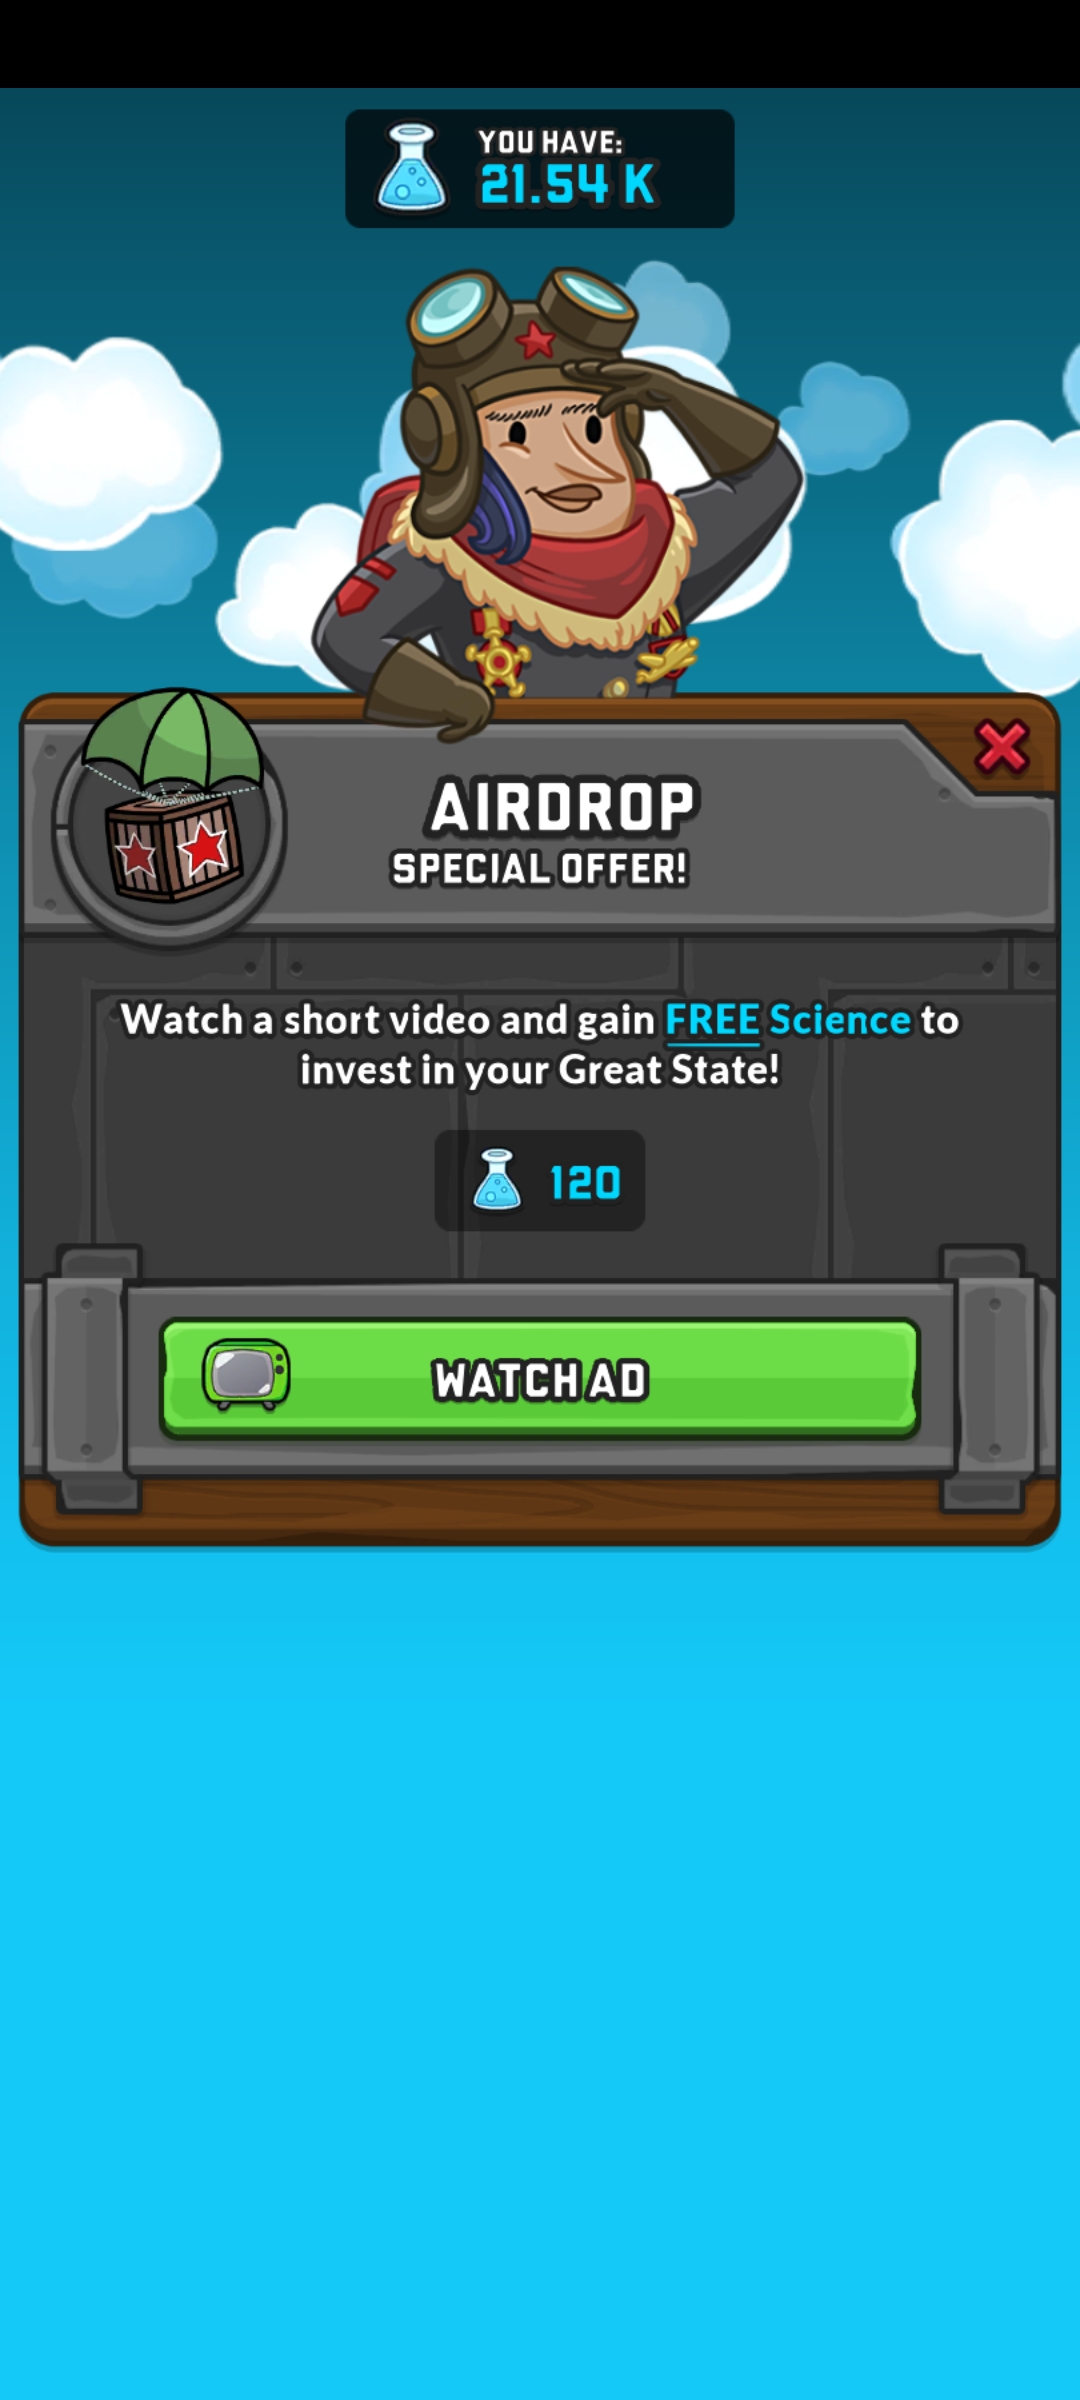 YOU HAVE:
21.54 K
AIRDROP
SPECIAL OFFER!
Watch a short video and gain FREE Science to
invest in your Great State!
120
WATCH AD